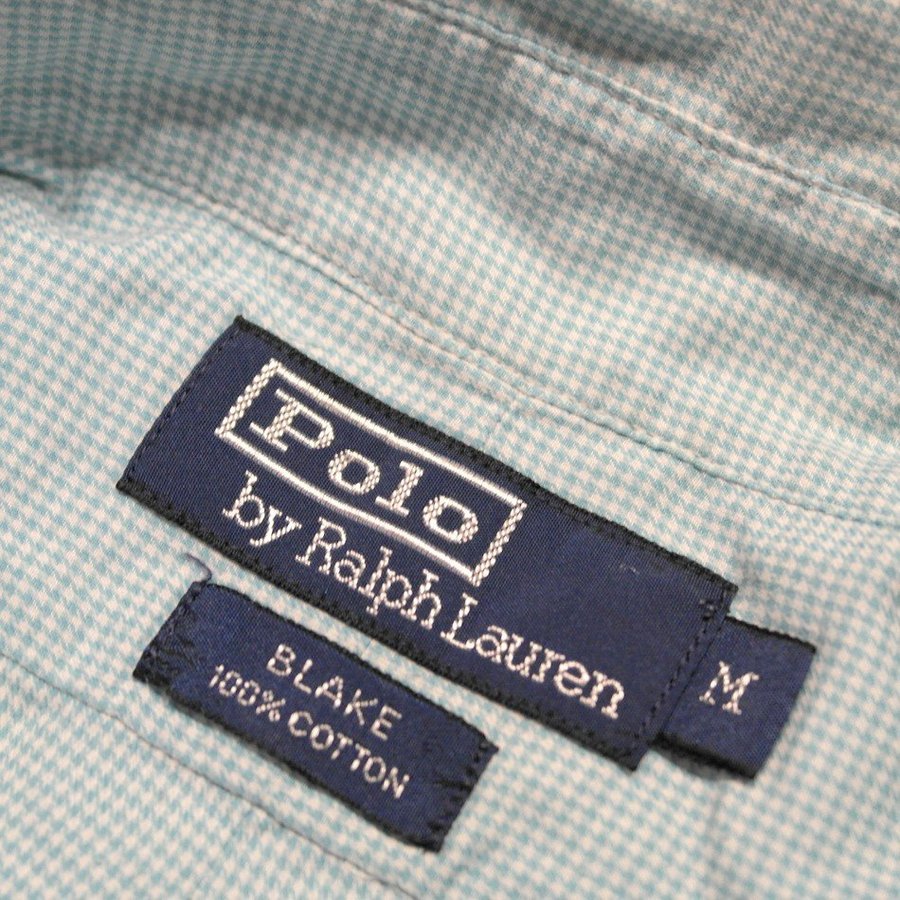 Polo
by Ralph Lauren
M
BLAKE
100% COTTON